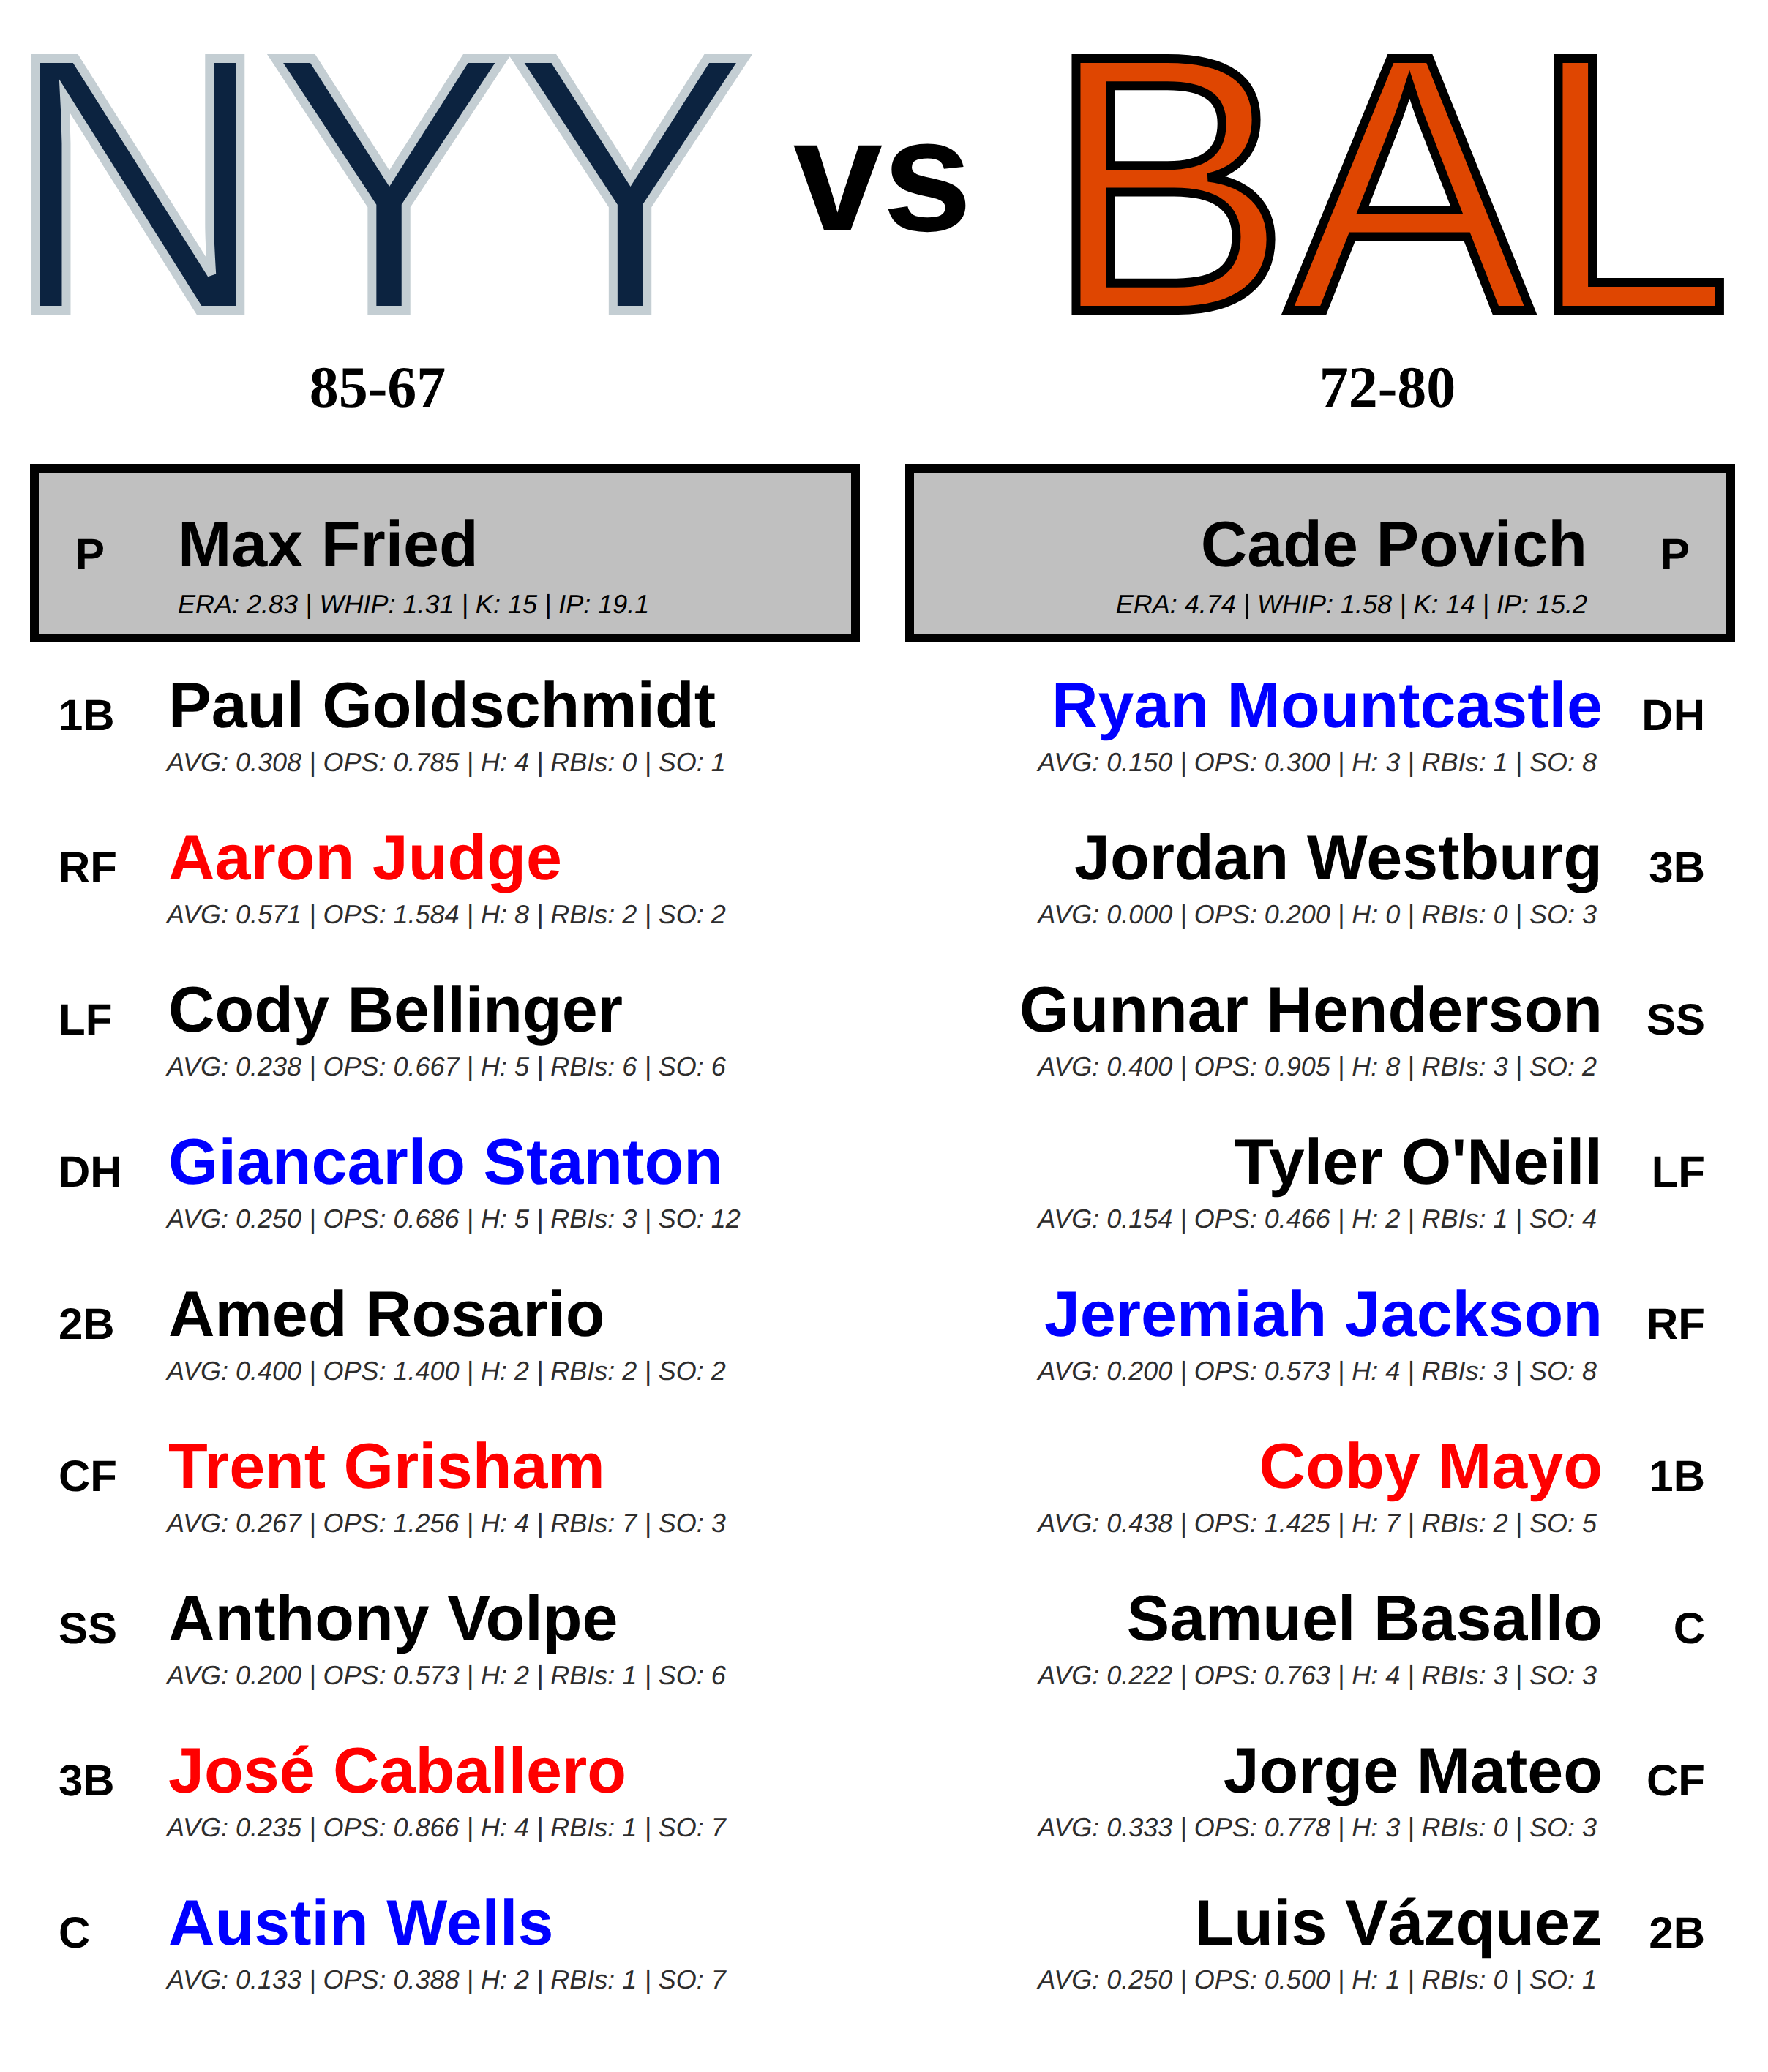 NYY vs BAL
85-67 72-80
P Max Fried
ERA: 2.83 | WHIP: 1.31 | K: 15 | IP: 19.1
Cade Povich P
ERA: 4.74 | WHIP: 1.58 | K: 14 | IP: 15.2
1B Paul Goldschmidt
AVG: 0.308 | OPS: 0.785 | H: 4 | RBIs: 0 | SO: 1
RF Aaron Judge
AVG: 0.571 | OPS: 1.584 | H: 8 | RBIs: 2 | SO: 2
LF Cody Bellinger
AVG: 0.238 | OPS: 0.667 | H: 5 | RBIs: 6 | SO: 6
DH Giancarlo Stanton
AVG: 0.250 | OPS: 0.686 | H: 5 | RBIs: 3 | SO: 12
2B Amed Rosario
AVG: 0.400 | OPS: 1.400 | H: 2 | RBIs: 2 | SO: 2
CF Trent Grisham
AVG: 0.267 | OPS: 1.256 | H: 4 | RBIs: 7 | SO: 3
SS Anthony Volpe
AVG: 0.200 | OPS: 0.573 | H: 2 | RBIs: 1 | SO: 6
3B José Caballero
AVG: 0.235 | OPS: 0.866 | H: 4 | RBIs: 1 | SO: 7
C Austin Wells
AVG: 0.133 | OPS: 0.388 | H: 2 | RBIs: 1 | SO: 7
Ryan Mountcastle DH
AVG: 0.150 | OPS: 0.300 | H: 3 | RBIs: 1 | SO: 8
Jordan Westburg 3B
AVG: 0.000 | OPS: 0.200 | H: 0 | RBIs: 0 | SO: 3
Gunnar Henderson SS
AVG: 0.400 | OPS: 0.905 | H: 8 | RBIs: 3 | SO: 2
Tyler O'Neill LF
AVG: 0.154 | OPS: 0.466 | H: 2 | RBIs: 1 | SO: 4
Jeremiah Jackson RF
AVG: 0.200 | OPS: 0.573 | H: 4 | RBIs: 3 | SO: 8
Coby Mayo 1B
AVG: 0.438 | OPS: 1.425 | H: 7 | RBIs: 2 | SO: 5
Samuel Basallo C
AVG: 0.222 | OPS: 0.763 | H: 4 | RBIs: 3 | SO: 3
Jorge Mateo CF
AVG: 0.333 | OPS: 0.778 | H: 3 | RBIs: 0 | SO: 3
Luis Vázquez 2B
AVG: 0.250 | OPS: 0.500 | H: 1 | RBIs: 0 | SO: 1